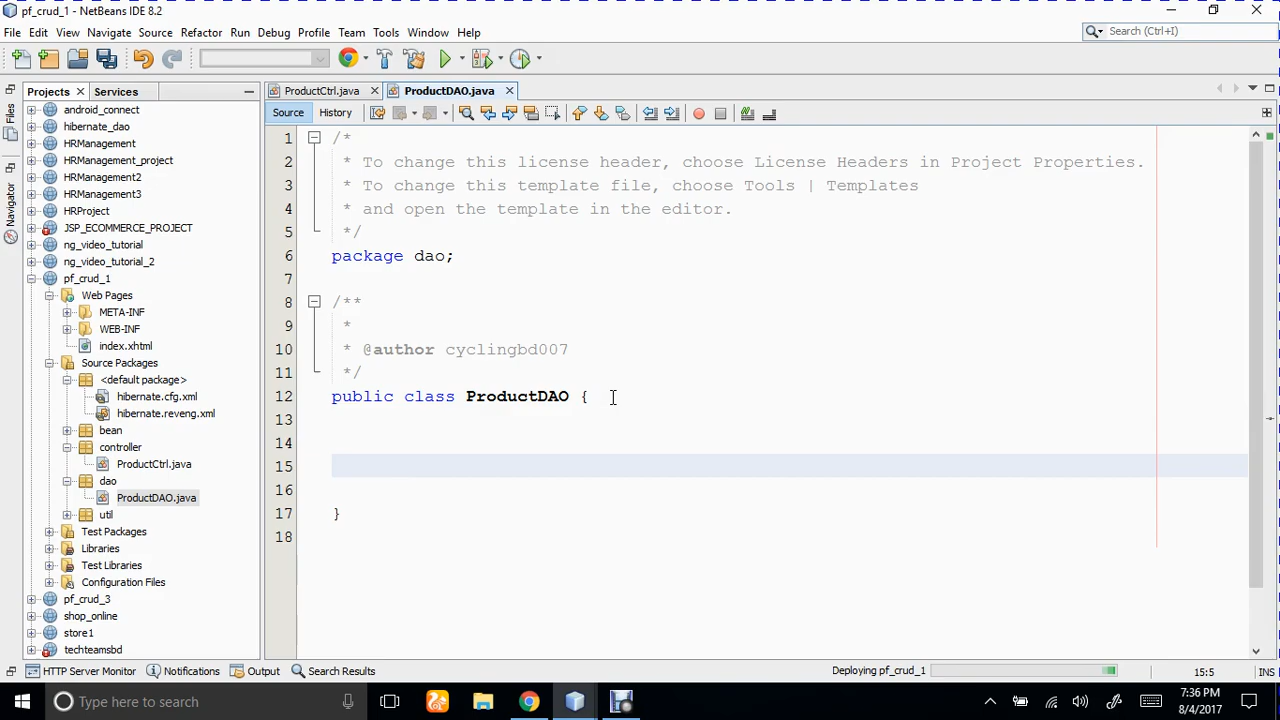 pf_crud_1 - NetBeans IDE 8.2
File Edit View Navigate Source Refactor Run Debug Profile Team Tools Window Help
Search (Ctrl+I)
Projects Services
ProductCtrl.java ProductDAO.java
Files
Navigator
android_connect
hibernate_dao
HRManagement
HRManagement_project
HRManagement2
HRManagement3
HRProject
JSP_ECOMMERCE_PROJECT
ng_video_tutorial
ng_video_tutorial_2
pf_crud_1
Web Pages
META-INF
WEB-INF
index.xhtml
Source Packages
<default package>
hibernate.cfg.xml
hibernate.reveng.xml
bean
controller
ProductCtrl.java
dao
ProductDAO.java
util
Test Packages
Libraries
Test Libraries
Configuration Files
pf_crud_3
shop_online
store1
techteamsbd
Source History
1 /*
2 * To change this license header, choose License Headers in Project Properties.
3 * To change this template file, choose Tools | Templates
4 * and open the template in the editor.
5 */
6 package dao;
7
8 /**
9 *
10 * @author cyclingbd007
11 */
12 public class ProductDAO {
13
14
15
16
17 }
18
HTTP Server Monitor Notifications Output Search Results
Deploying pf_crud_1
15:5 INS
Type here to search
7:36 PM
8/4/2017